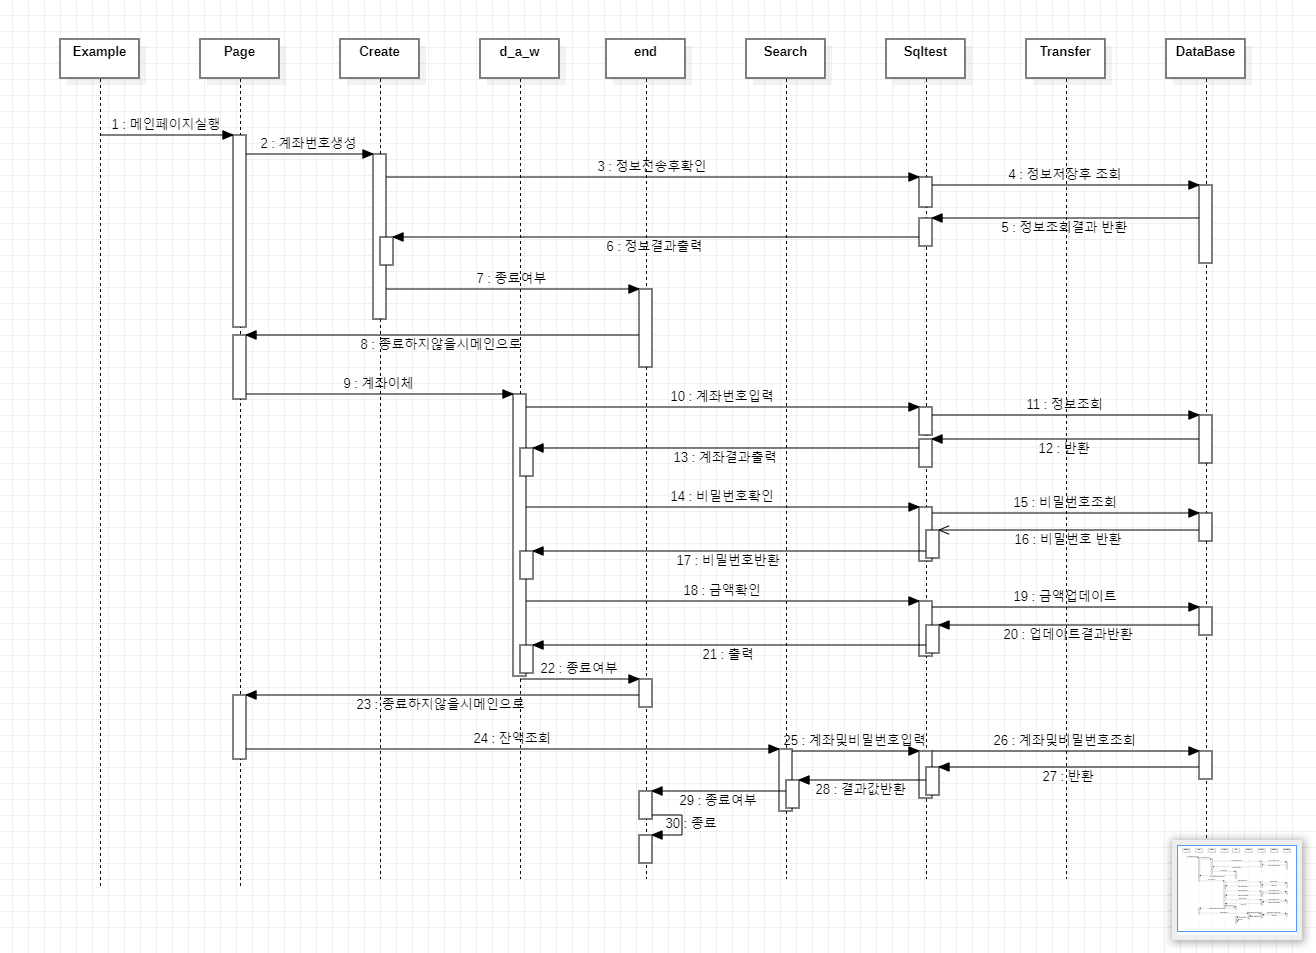 Example
Page
Create
d_a_w
end
Search
Sqltest
Transfer
DataBase
1 : 메인페이지실행
2 : 계좌번호생성
3 : 정보전송후확인
4 : 정보저장후 조회
5 : 정보조회결과 반환
6 : 정보결과출력
7 : 종료여부
8 : 종료하지않을시메인으로
9 : 계좌이체
10 : 계좌번호입력
11 : 정보조회
12 : 반환
13 : 계좌결과출력
14 : 비밀번호확인
15 : 비밀번호조회
16 : 비밀번호 반환
17 : 비밀번호반환
18 : 금액확인
19 : 금액업데이트
20 : 업데이트결과반환
21 : 출력
22 : 종료여부
23 : 종료하지않을시메인으로
24 : 잔액조회
25 : 계좌및비밀번호입력
26 : 계좌및비밀번호조회
27 : 반환
28 : 결과값반환
29 : 종료여부
30 : 종료